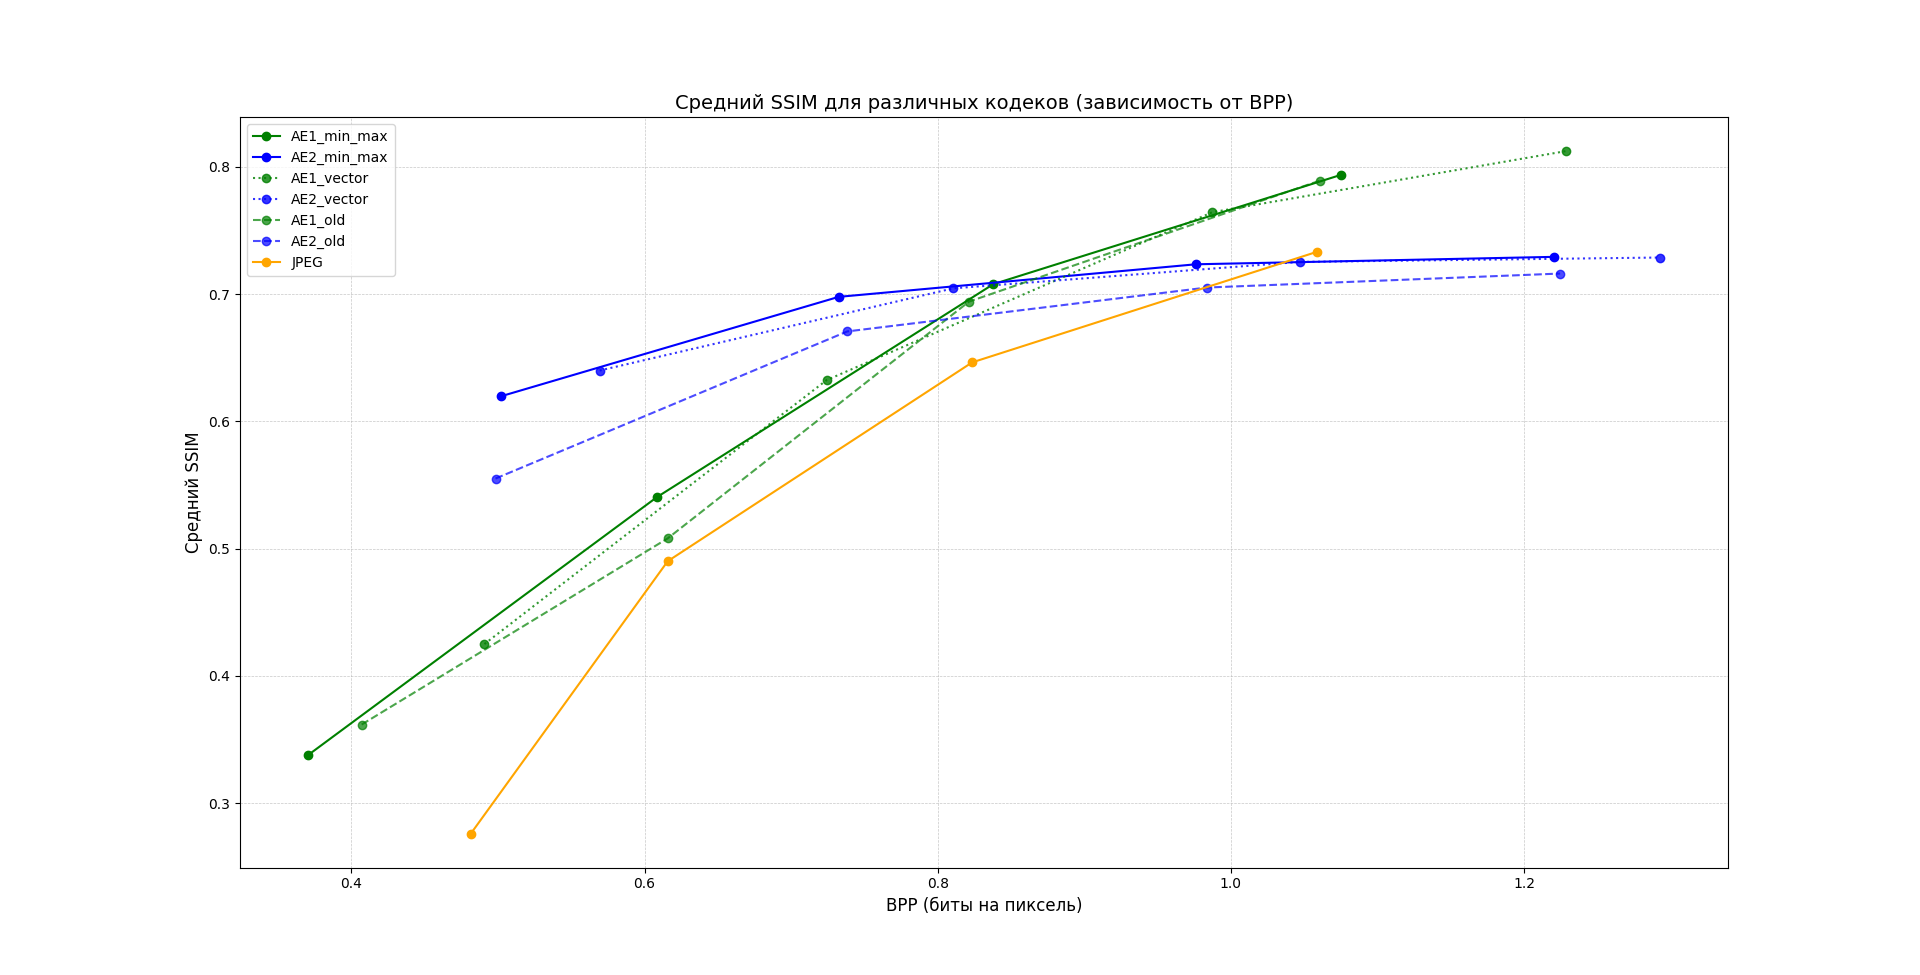 Средний SSIM для различных кодеков (зависимость от BPP)
AE1_min_max
AE2_min_max
AE1_vector
AE2_vector
AE1_old
AE2_old
JPEG
Средний SSIM
0.8
0.7
0.6
0.5
0.4
0.3
0.4 0.6 0.8 1.0 1.2
BPP (биты на пиксель)